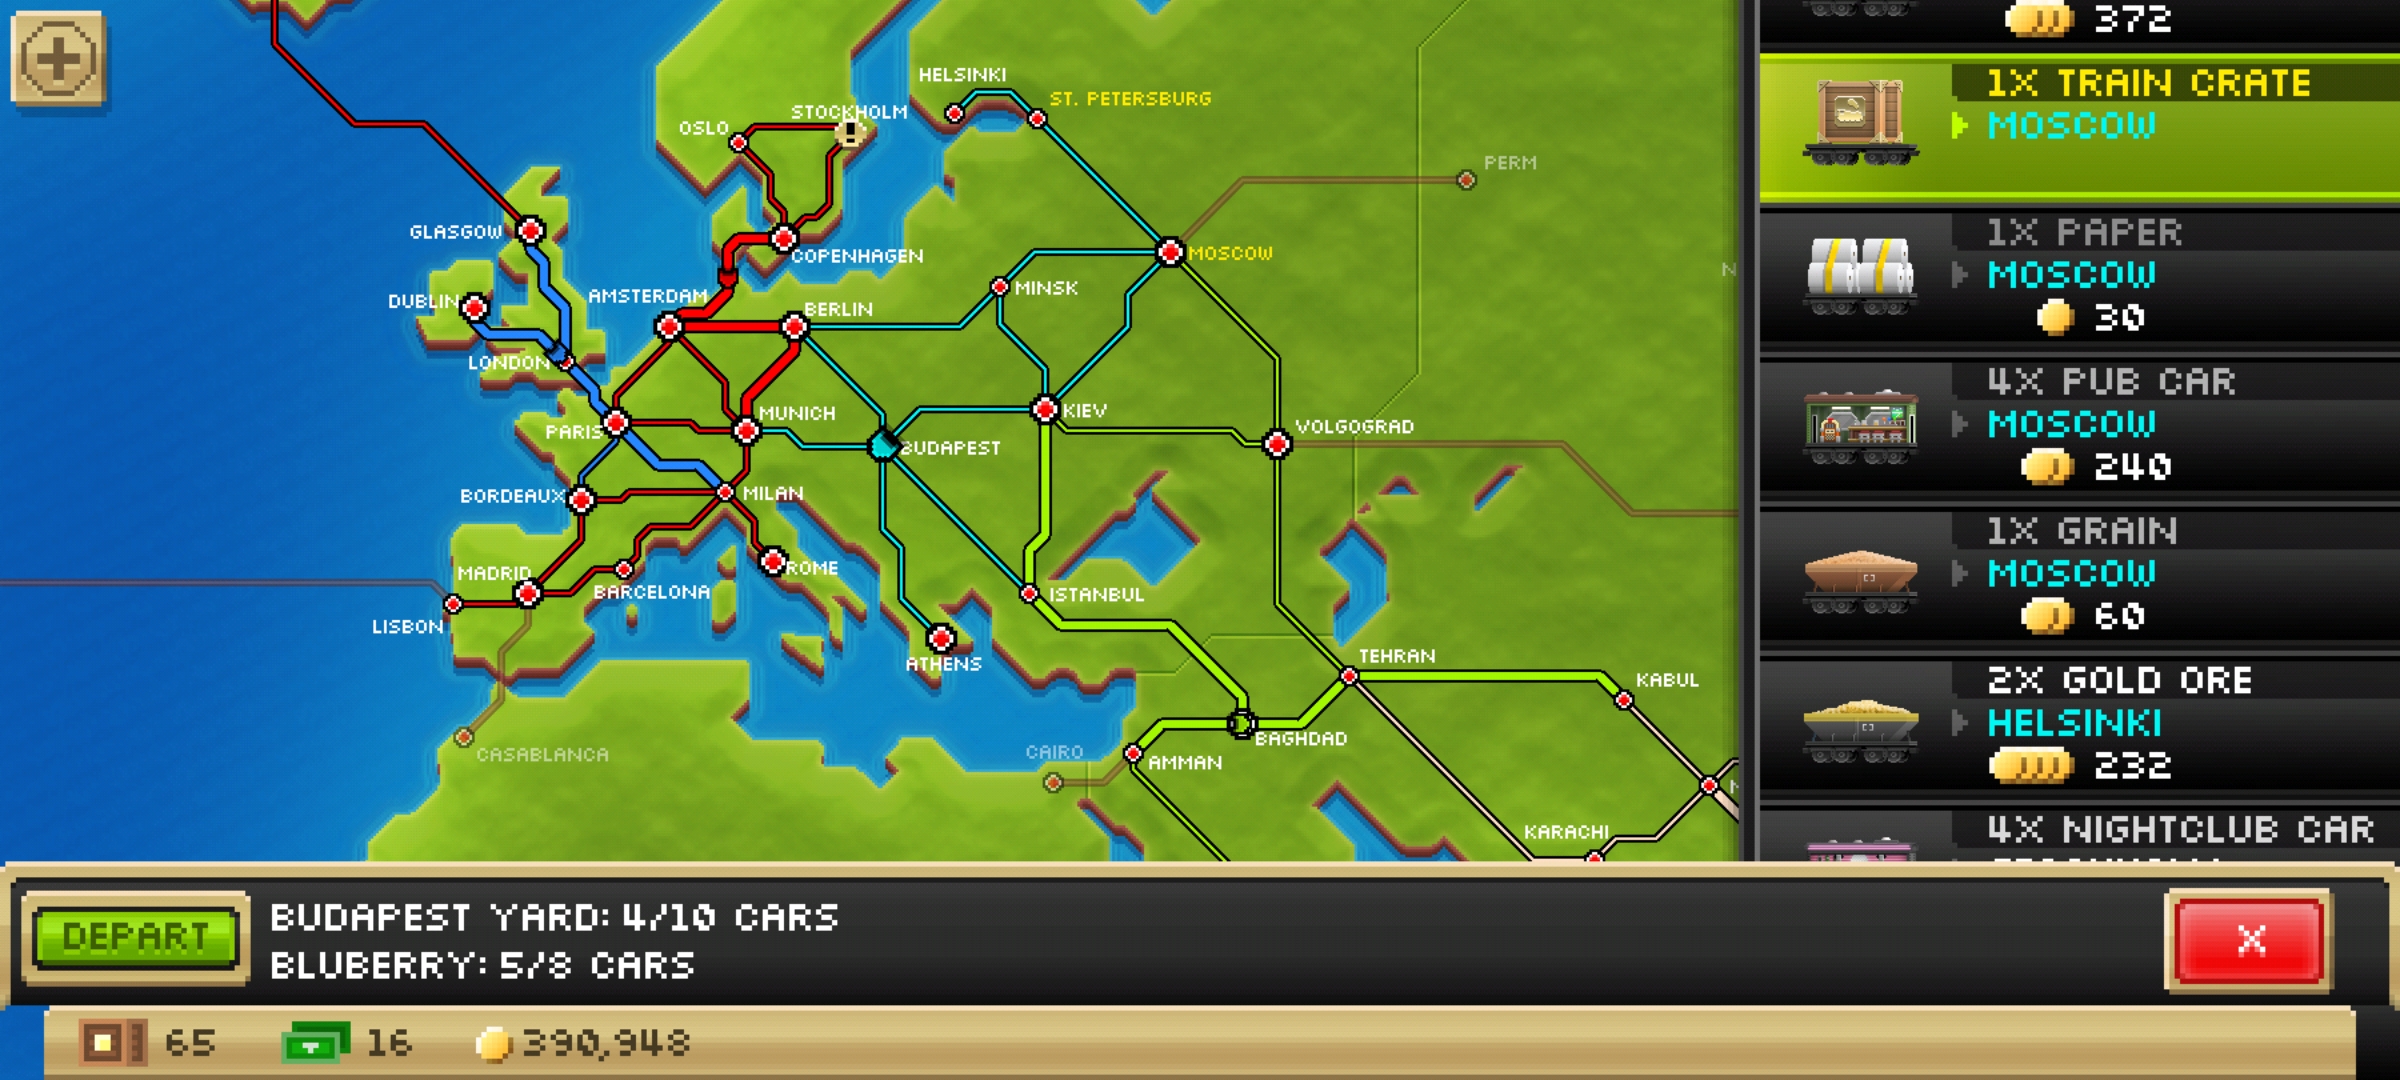 HELSINKI
ST. PETERSBURG
STOCKHOLM
OSLO
PERM
GLASGOW
COPENHAGEN
MOSCOW
DUBLIN
AMSTERDAM
BERLIN
MINSK
LONDON
MUNICH
KIEV
PARIS
BUDAPEST
VOLGOGRAD
BORDEAUX
MILAN
MADRID
ROME
BARCELONA
ISTANBUL
LISBON
ATHENS
TEHRAN
KABUL
CASABLANCA
CAIRO
BAGHDAD
AMMAN
KARACHI
372
1X TRAIN CRATE
MOSCOW
1X PAPER
MOSCOW
30
4X PUB CAR
MOSCOW
240
1X GRAIN
MOSCOW
60
2X GOLD ORE
HELSINKI
232
4X NIGHTCLUB CAR
DEPART
BUDAPEST YARD: 4/10 CARS
BLUBERRY: 5/8 CARS
X
65
16
390,948